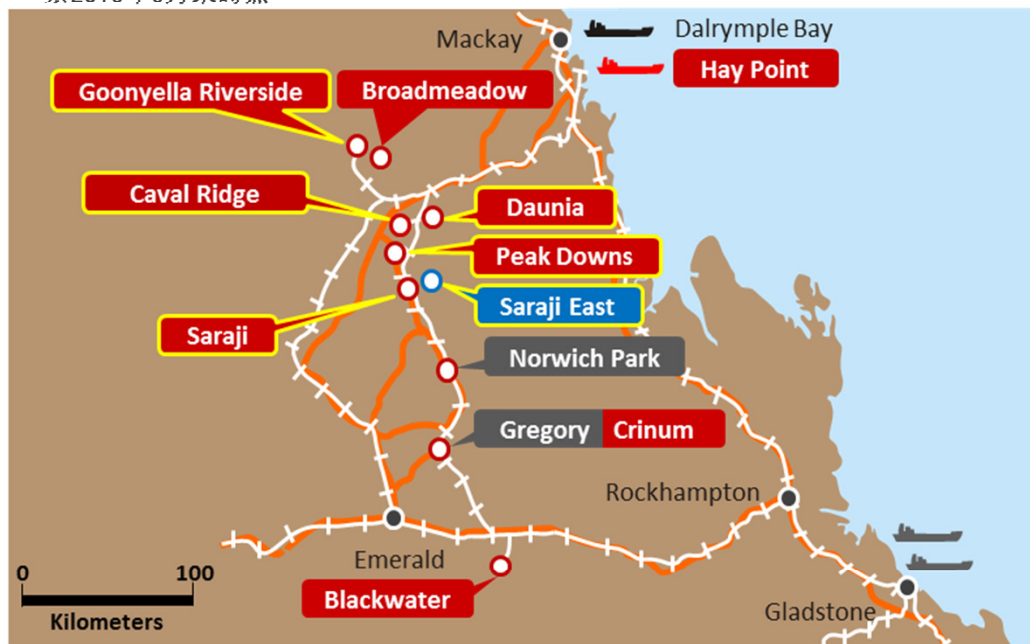 Mackay
Dalrymple Bay
Hay Point
Goonyella Riverside
Broadmeadow
Caval Ridge
Daunia
Peak Downs
Saraji East
Saraji
Norwich Park
Gregory Crinum
Rockhampton
Emerald
0 100
Kilometers
Blackwater
Gladstone